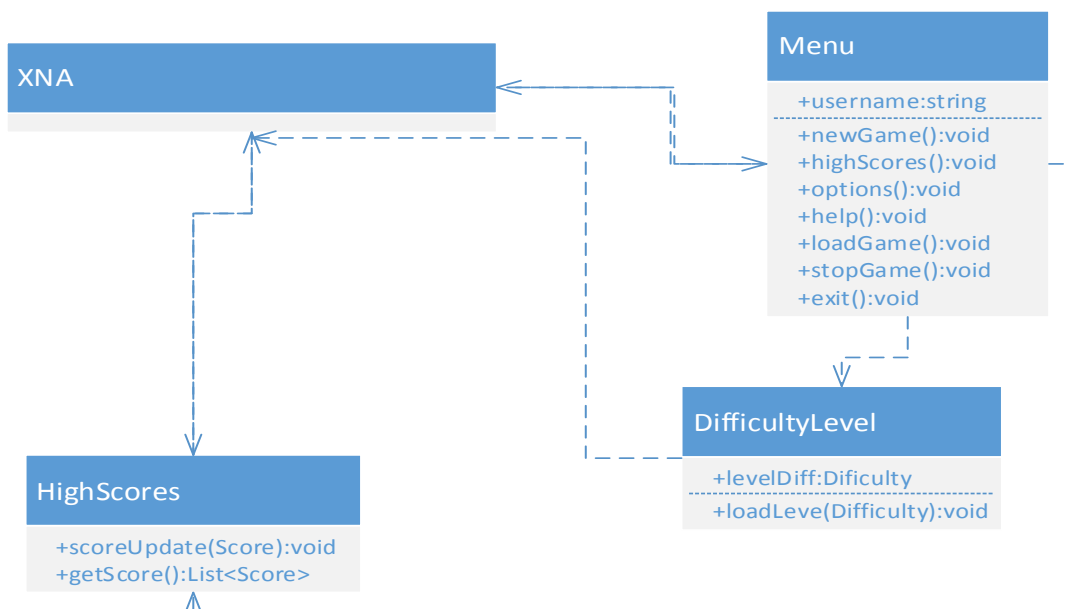 XNA
Menu
+username:string
+newGame():void
+highScores():void
+options():void
+help():void
+loadGame():void
+stopGame():void
+exit():void
DifficultyLevel
+levelDiff:Dificulty
+loadLeve(Difficulty):void
HighScores
+scoreUpdate(Score):void
+getScore():List<Score>